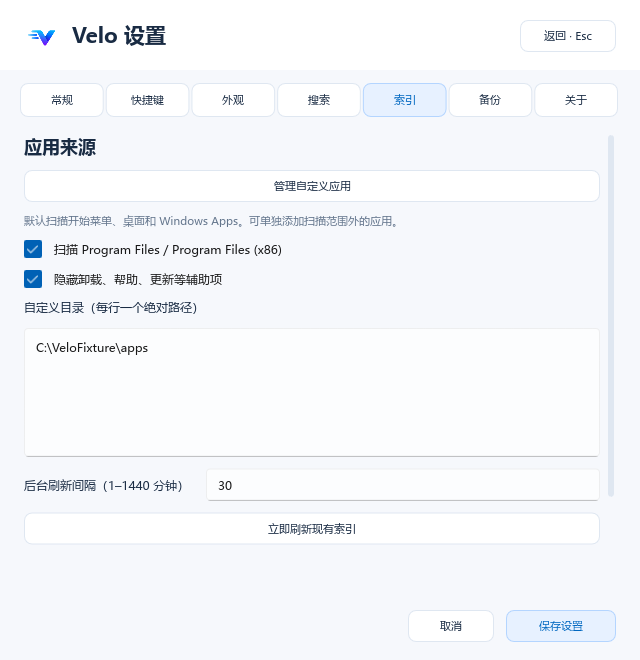 Velo 设置
返回 · Esc
常规
快捷键
外观
搜索
索引
备份
关于
应用来源
管理自定义应用
默认扫描开始菜单、桌面和 Windows Apps。可单独添加扫描范围外的应用。
扫描 Program Files / Program Files (x86)
隐藏卸载、帮助、更新等辅助项
自定义目录（每行一个绝对路径）
C:\VeloFixture\apps
后台刷新间隔（1–1440 分钟） 30
立即刷新现有索引
取消
保存设置